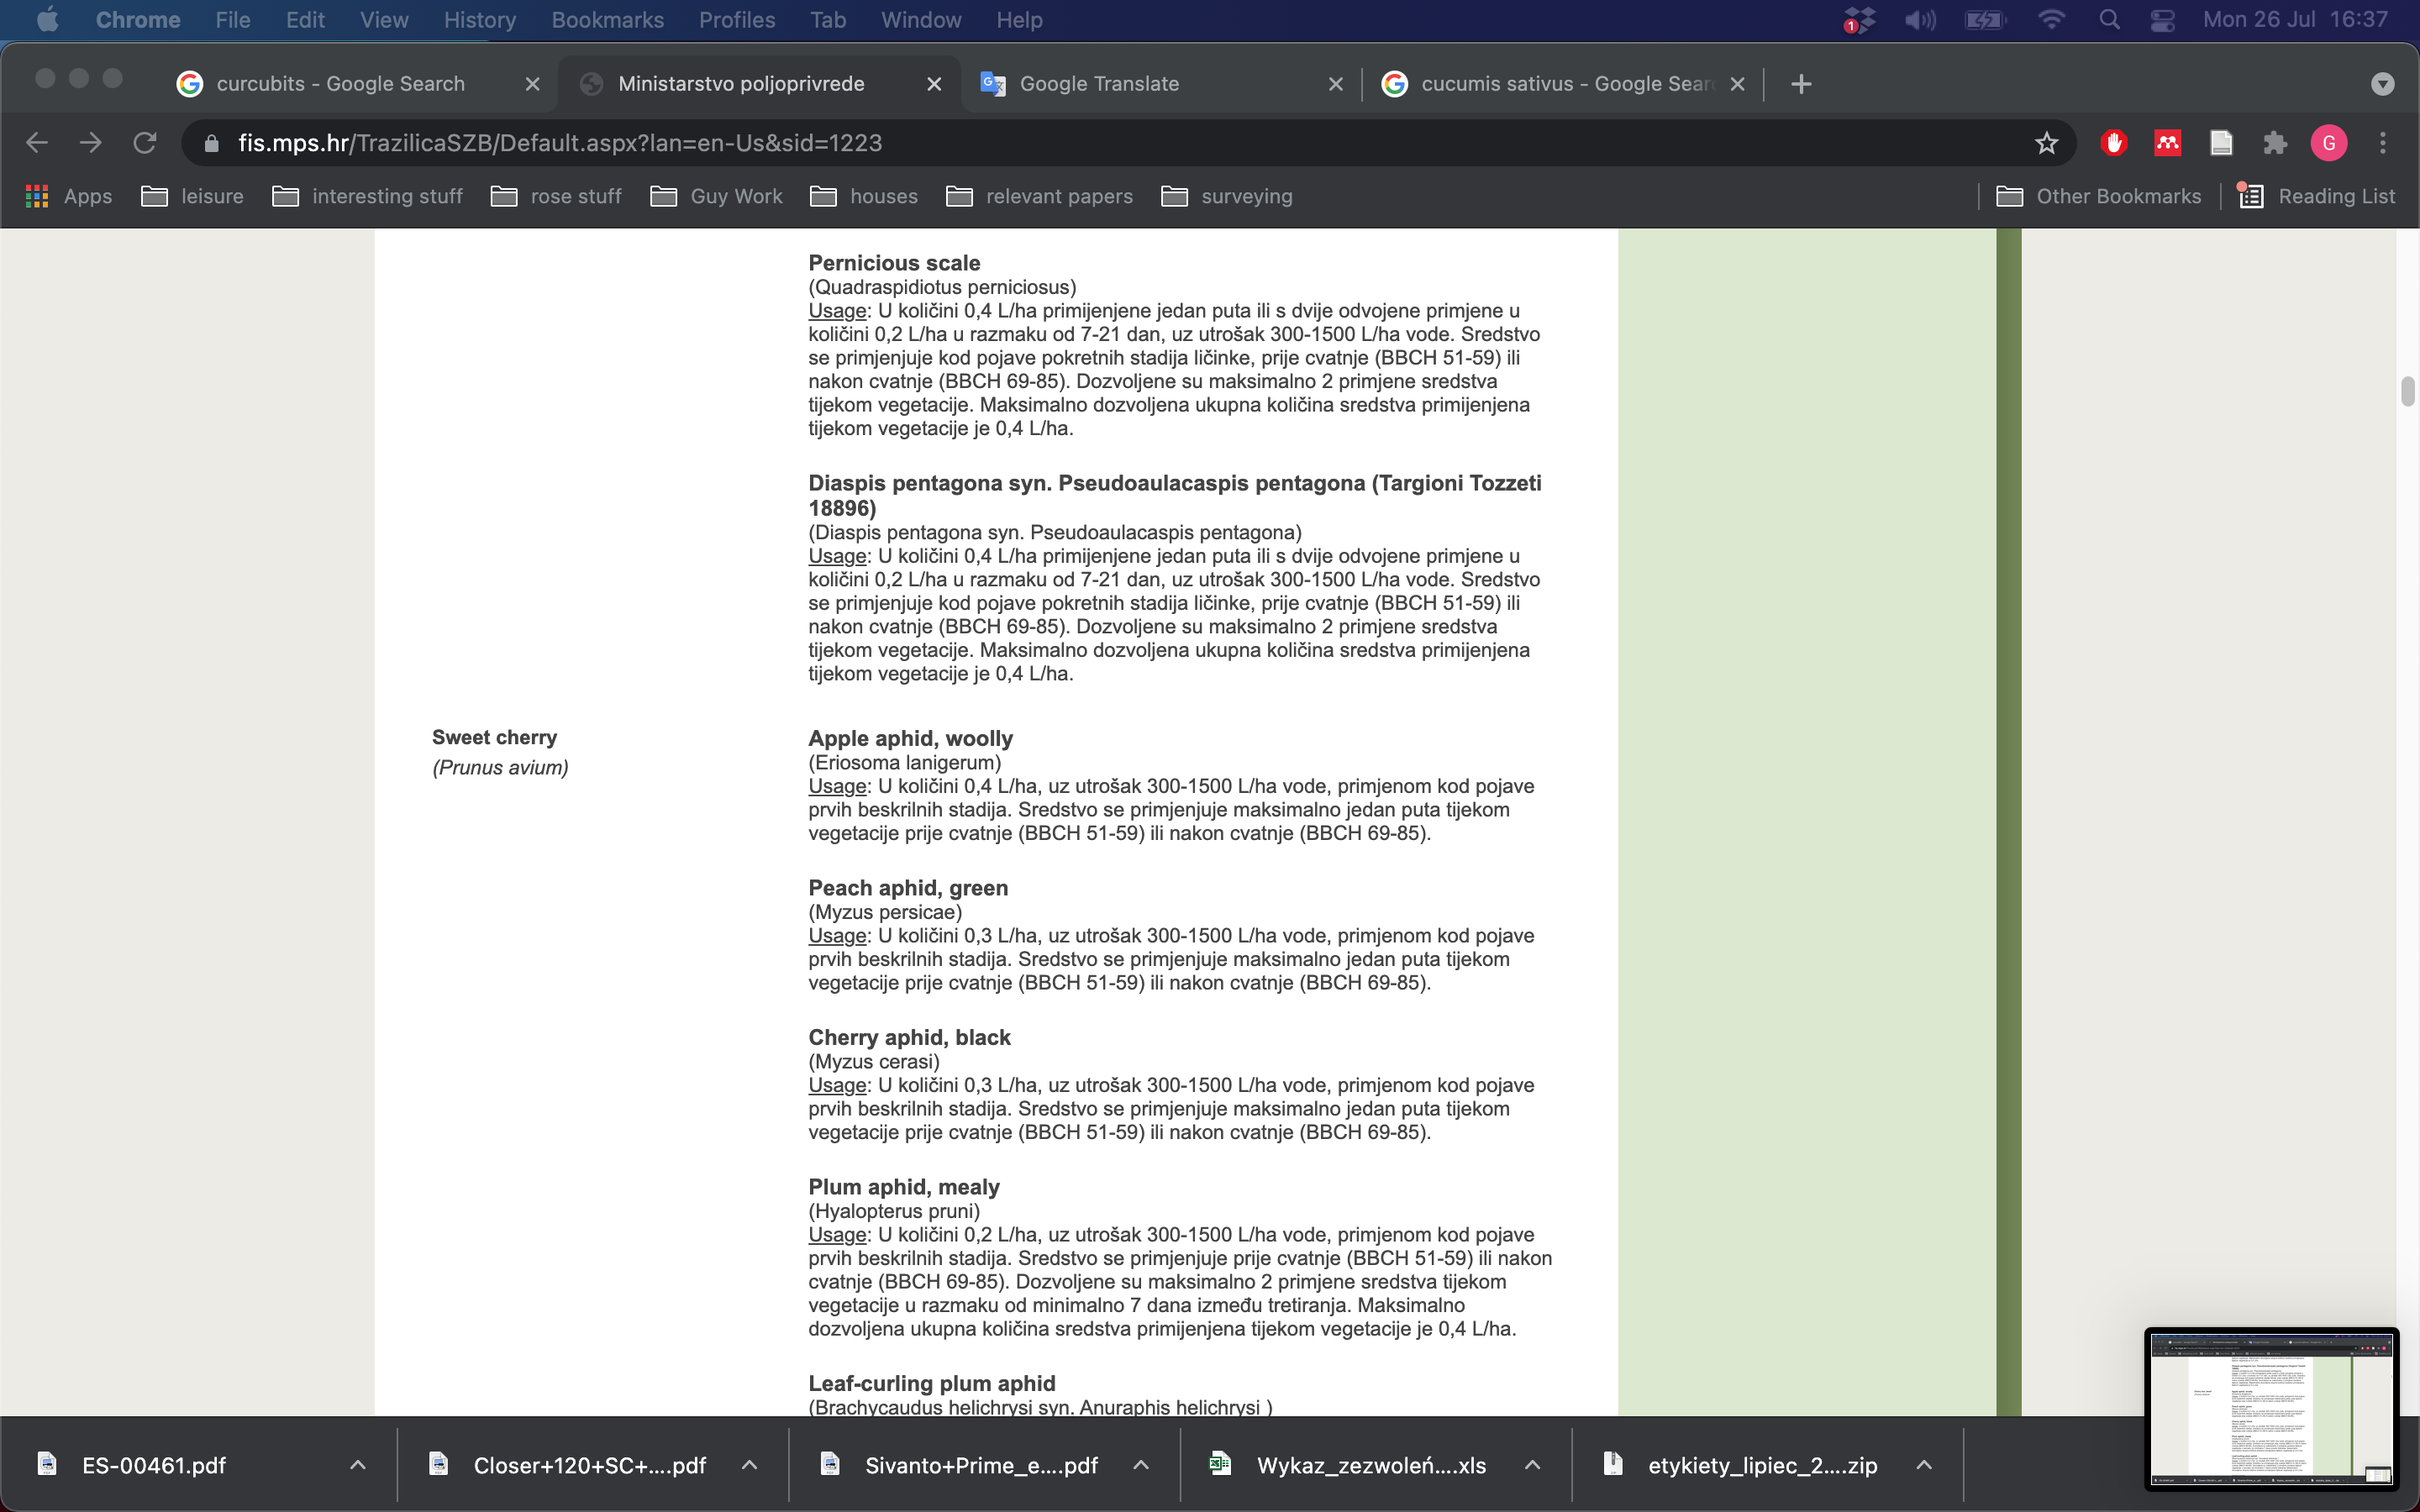 Chrome File Edit View History Bookmarks Profiles Tab Window Help 1 Mon 26 Jul 16:37
curcubits - Google Search Ministarstvo poljoprivrede Google Translate cucumis sativus - Google Sear
fis.mps.hr/TrazilicaSZB/Default.aspx?lan=en-Us&sid=1223 G
Apps leisure interesting stuff rose stuff Guy Work houses relevant papers surveying Other Bookmarks Reading List
Pernicious scale
(Quadraspidiotus perniciosus)
Usage: U količini 0,4 L/ha primijenjene jedan puta ili s dvije odvojene primjene u
količini 0,2 L/ha u razmaku od 7-21 dan, uz utrošak 300-1500 L/ha vode. Sredstvo
se primjenjuje kod pojave pokretnih stadija ličinke, prije cvatnje (BBCH 51-59) ili
nakon cvatnje (BBCH 69-85). Dozvoljene su maksimalno 2 primjene sredstva
tijekom vegetacije. Maksimalno dozvoljena ukupna količina sredstva primijenjena
tijekom vegetacije je 0,4 L/ha.
Diaspis pentagona syn. Pseudoaulacaspis pentagona (Targioni Tozzeti
18896)
(Diaspis pentagona syn. Pseudoaulacaspis pentagona)
Usage: U količini 0,4 L/ha primijenjene jedan puta ili s dvije odvojene primjene u
količini 0,2 L/ha u razmaku od 7-21 dan, uz utrošak 300-1500 L/ha vode. Sredstvo
se primjenjuje kod pojave pokretnih stadija ličinke, prije cvatnje (BBCH 51-59) ili
nakon cvatnje (BBCH 69-85). Dozvoljene su maksimalno 2 primjene sredstva
tijekom vegetacije. Maksimalno dozvoljena ukupna količina sredstva primijenjena
tijekom vegetacije je 0,4 L/ha.
Sweet cherry
(Prunus avium)
Apple aphid, woolly
(Eriosoma lanigerum)
Usage: U količini 0,4 L/ha, uz utrošak 300-1500 L/ha vode, primjenom kod pojave
prvih beskrilnih stadija. Sredstvo se primjenjuje maksimalno jedan puta tijekom
vegetacije prije cvatnje (BBCH 51-59) ili nakon cvatnje (BBCH 69-85).
Peach aphid, green
(Myzus persicae)
Usage: U količini 0,3 L/ha, uz utrošak 300-1500 L/ha vode, primjenom kod pojave
prvih beskrilnih stadija. Sredstvo se primjenjuje maksimalno jedan puta tijekom
vegetacije prije cvatnje (BBCH 51-59) ili nakon cvatnje (BBCH 69-85).
Cherry aphid, black
(Myzus cerasi)
Usage: U količini 0,3 L/ha, uz utrošak 300-1500 L/ha vode, primjenom kod pojave
prvih beskrilnih stadija. Sredstvo se primjenjuje maksimalno jedan puta tijekom
vegetacije prije cvatnje (BBCH 51-59) ili nakon cvatnje (BBCH 69-85).
Plum aphid, mealy
(Hyalopterus pruni)
Usage: U količini 0,2 L/ha, uz utrošak 300-1500 L/ha vode, primjenom kod pojave
prvih beskrilnih stadija. Sredstvo se primjenjuje prije cvatnje (BBCH 51-59) ili nakon
cvatnje (BBCH 69-85). Dozvoljene su maksimalno 2 primjene sredstva tijekom
vegetacije u razmaku od minimalno 7 dana između tretiranja. Maksimalno
dozvoljena ukupna količina sredstva primijenjena tijekom vegetacije je 0,4 L/ha.
Leaf-curling plum aphid
(Brachycaudus helichrysi syn. Anuraphis helichrysi )
ES-00461.pdf Closer+120+SC+....pdf Sivanto+Prime_e....pdf Wykaz_zezwoleń....xls etykiety_lipiec_2....zip